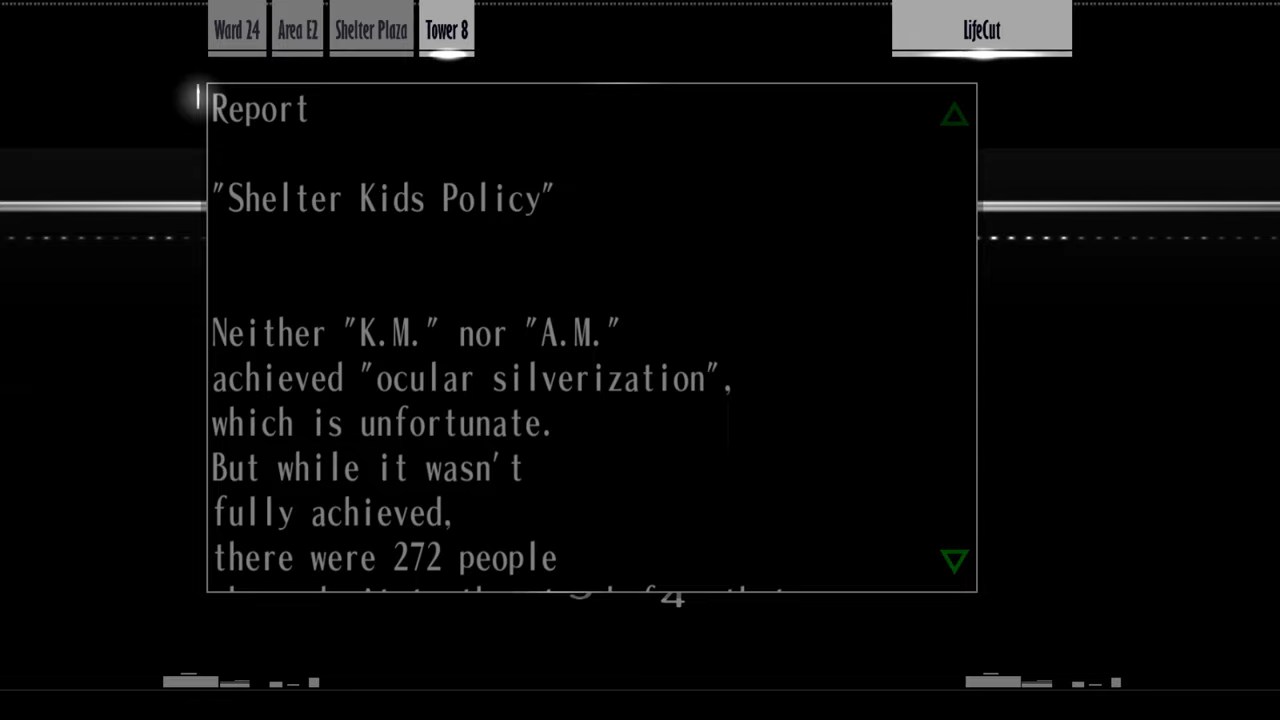 Ward 24
Area E2
Shelter Plaza
Tower 8
LifeCut
Report
"Shelter Kids Policy"
Neither "K.M." nor "A.M."
achieved "ocular silverization",
which is unfortunate.
But while it wasn't
fully achieved,
there were 272 people